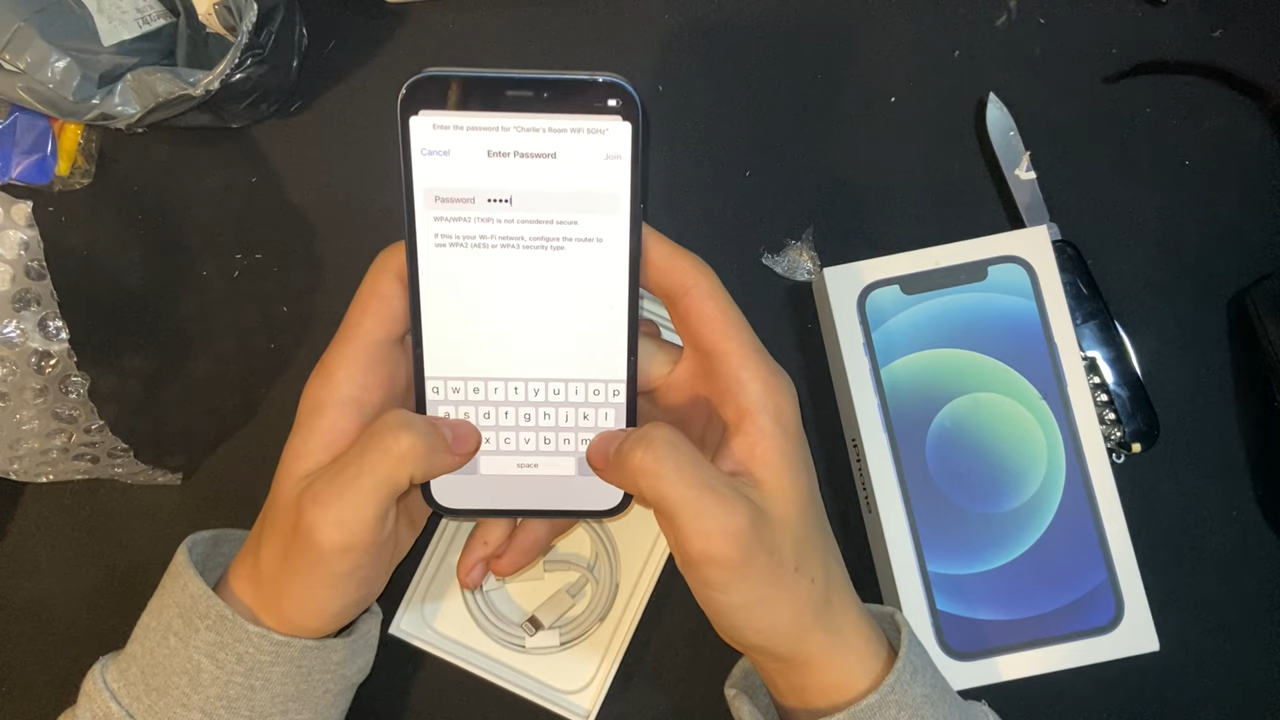 Enter the password for "Charlie's Room WiFi 5GHz"
Cancel
Enter Password
Join
Password ••••
WPA/WPA2 (TKIP) is not considered secure.
If this is your Wi-Fi network, configure the router to
use WPA2 (AES) or WPA3 security type.
q w e r t y u i o p
a s d f g h j k l
x c v b n m
space
iPhone